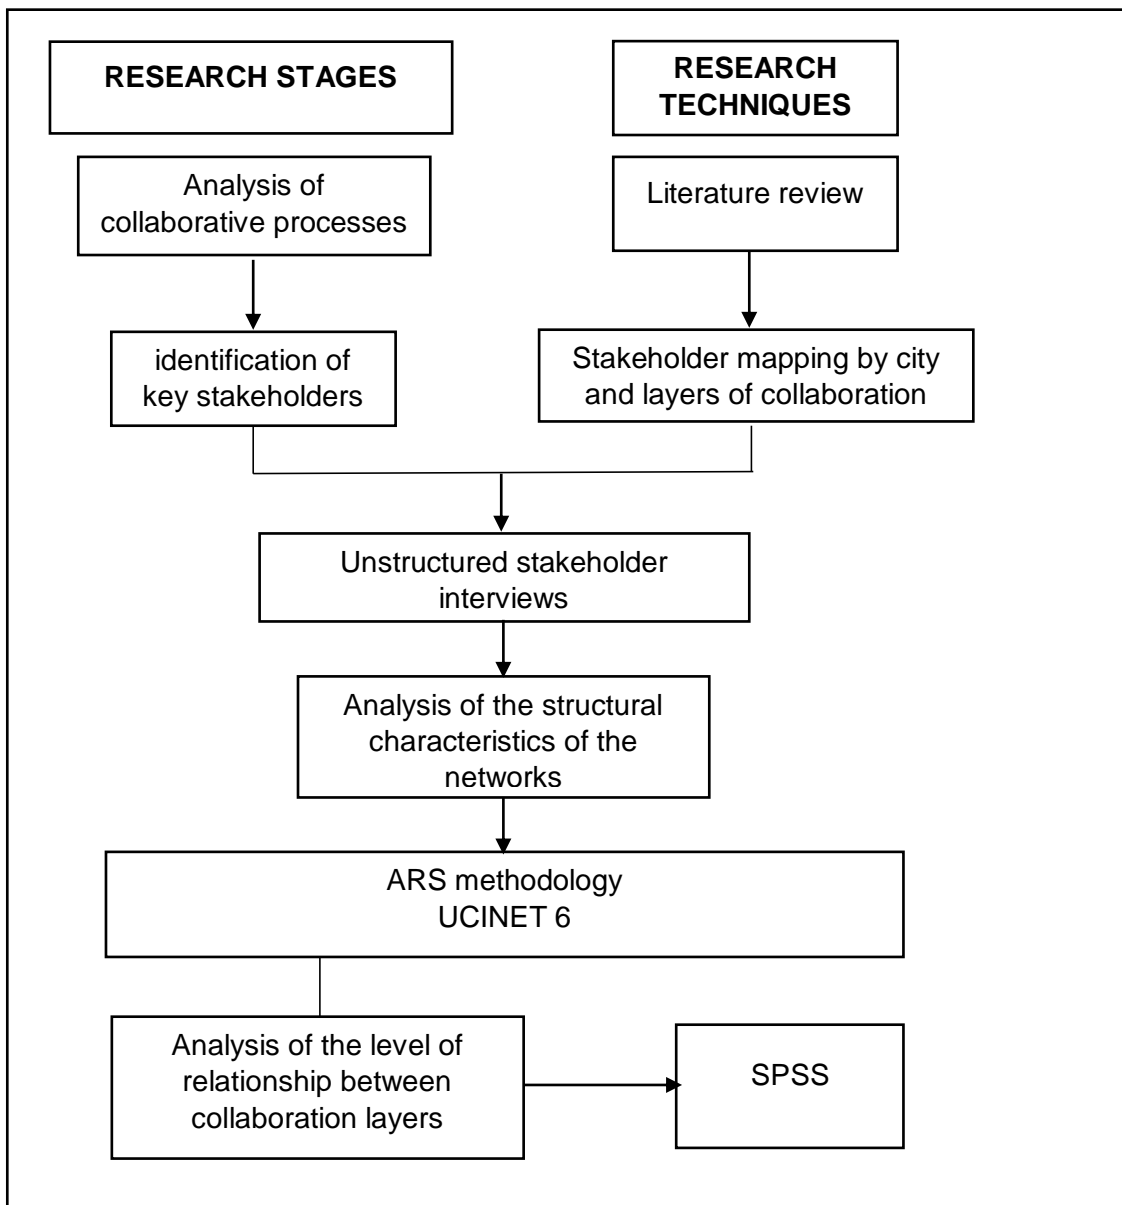 RESEARCH STAGES
RESEARCH
TECHNIQUES
Analysis of
collaborative processes
Literature review
identification of
key stakeholders
Stakeholder mapping by city
and layers of collaboration
Unstructured stakeholder
interviews
Analysis of the structural
characteristics of the
networks
ARS methodology
UCINET 6
Analysis of the level of
relationship between
collaboration layers
SPSS